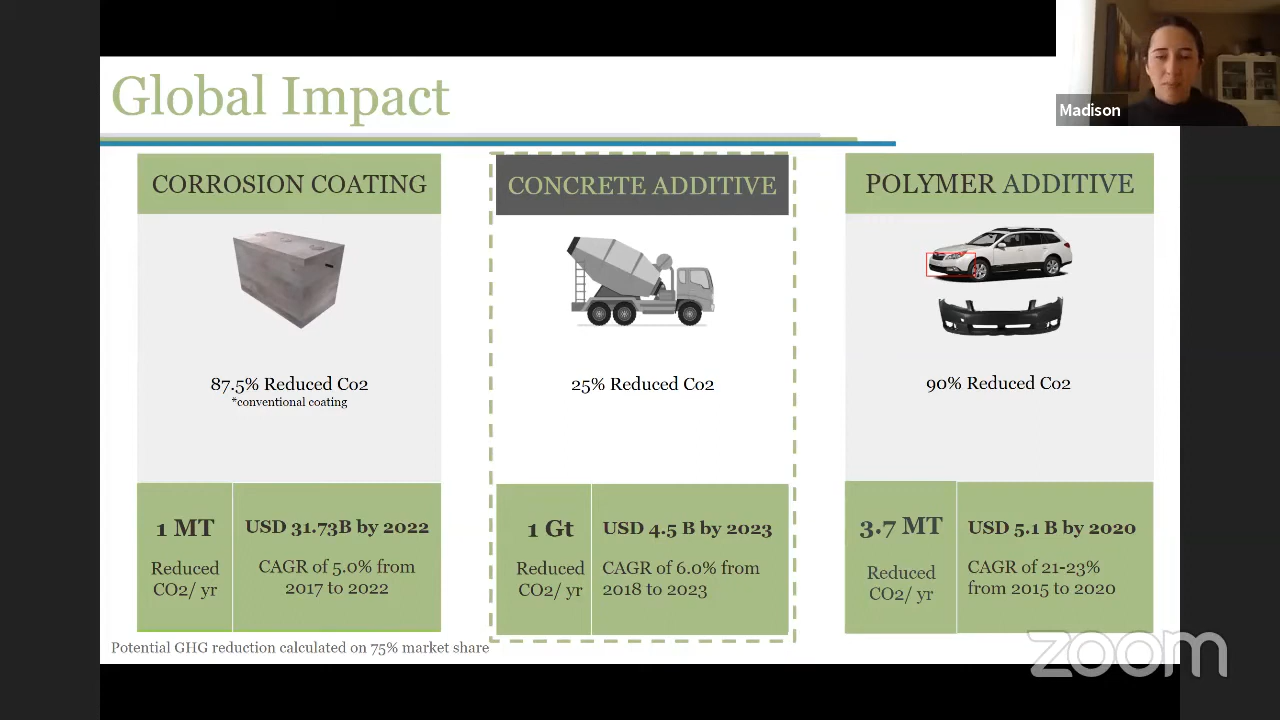 Global Impact
Madison
CORROSION COATING
87.5% Reduced Co2
*conventional coating
1 MT
Reduced
CO2/ yr
USD 31.73B by 2022
CAGR of 5.0% from
2017 to 2022
CONCRETE ADDITIVE
25% Reduced Co2
1 Gt
Reduced
CO2/ yr
USD 4.5 B by 2023
CAGR of 6.0% from
2018 to 2023
POLYMER ADDITIVE
90% Reduced Co2
3.7 MT
Reduced
CO2/ yr
USD 5.1 B by 2020
CAGR of 21-23%
from 2015 to 2020
Potential GHG reduction calculated on 75% market share
zoom